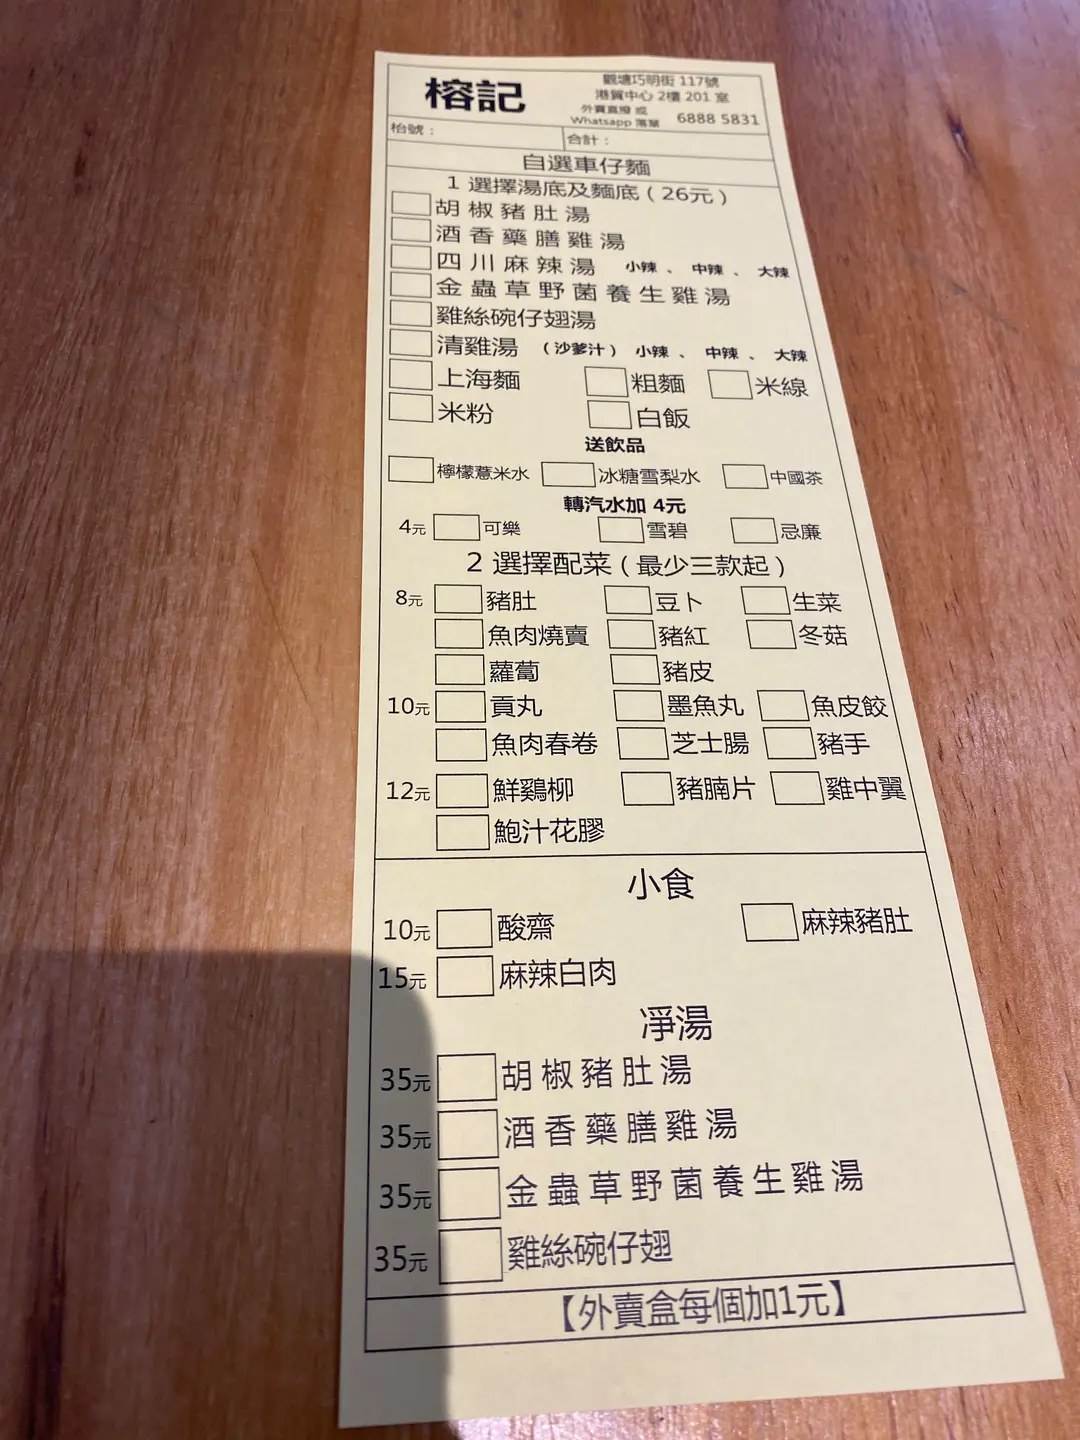 榕記
觀塘巧明街 117號
港貿中心 2樓 201 室
外賣直撥 或
Whatsapp 落單 6888 5831
枱號：
合計：
自選車仔麵
1 選擇湯底及麵底（26元）
胡椒豬肚湯
酒香藥膳雞湯
四川麻辣湯 小辣 、 中辣 、 大辣
金蟲草野菌養生雞湯
雞絲碗仔翅湯
清雞湯 （沙爹汁） 小辣 、 中辣 、 大辣
上海麵 粗麵 米線
米粉 白飯
送飲品
檸檬薏米水 冰糖雪梨水 中國茶
轉汽水加 4元
4元 可樂 雪碧 忌廉
2 選擇配菜（最少三款起）
8元 豬肚 豆卜 生菜
魚肉燒賣 豬紅 冬菇
蘿蔔 豬皮
10元 貢丸 墨魚丸 魚皮餃
魚肉春卷 芝士腸 豬手
12元 鮮鷄柳 豬腩片 雞中翼
鮑汁花膠
小食
10元 酸齋 麻辣豬肚
15元 麻辣白肉
凈湯
35元 胡椒豬肚湯
35元 酒香藥膳雞湯
35元 金蟲草野菌養生雞湯
35元 雞絲碗仔翅
【外賣盒每個加1元】